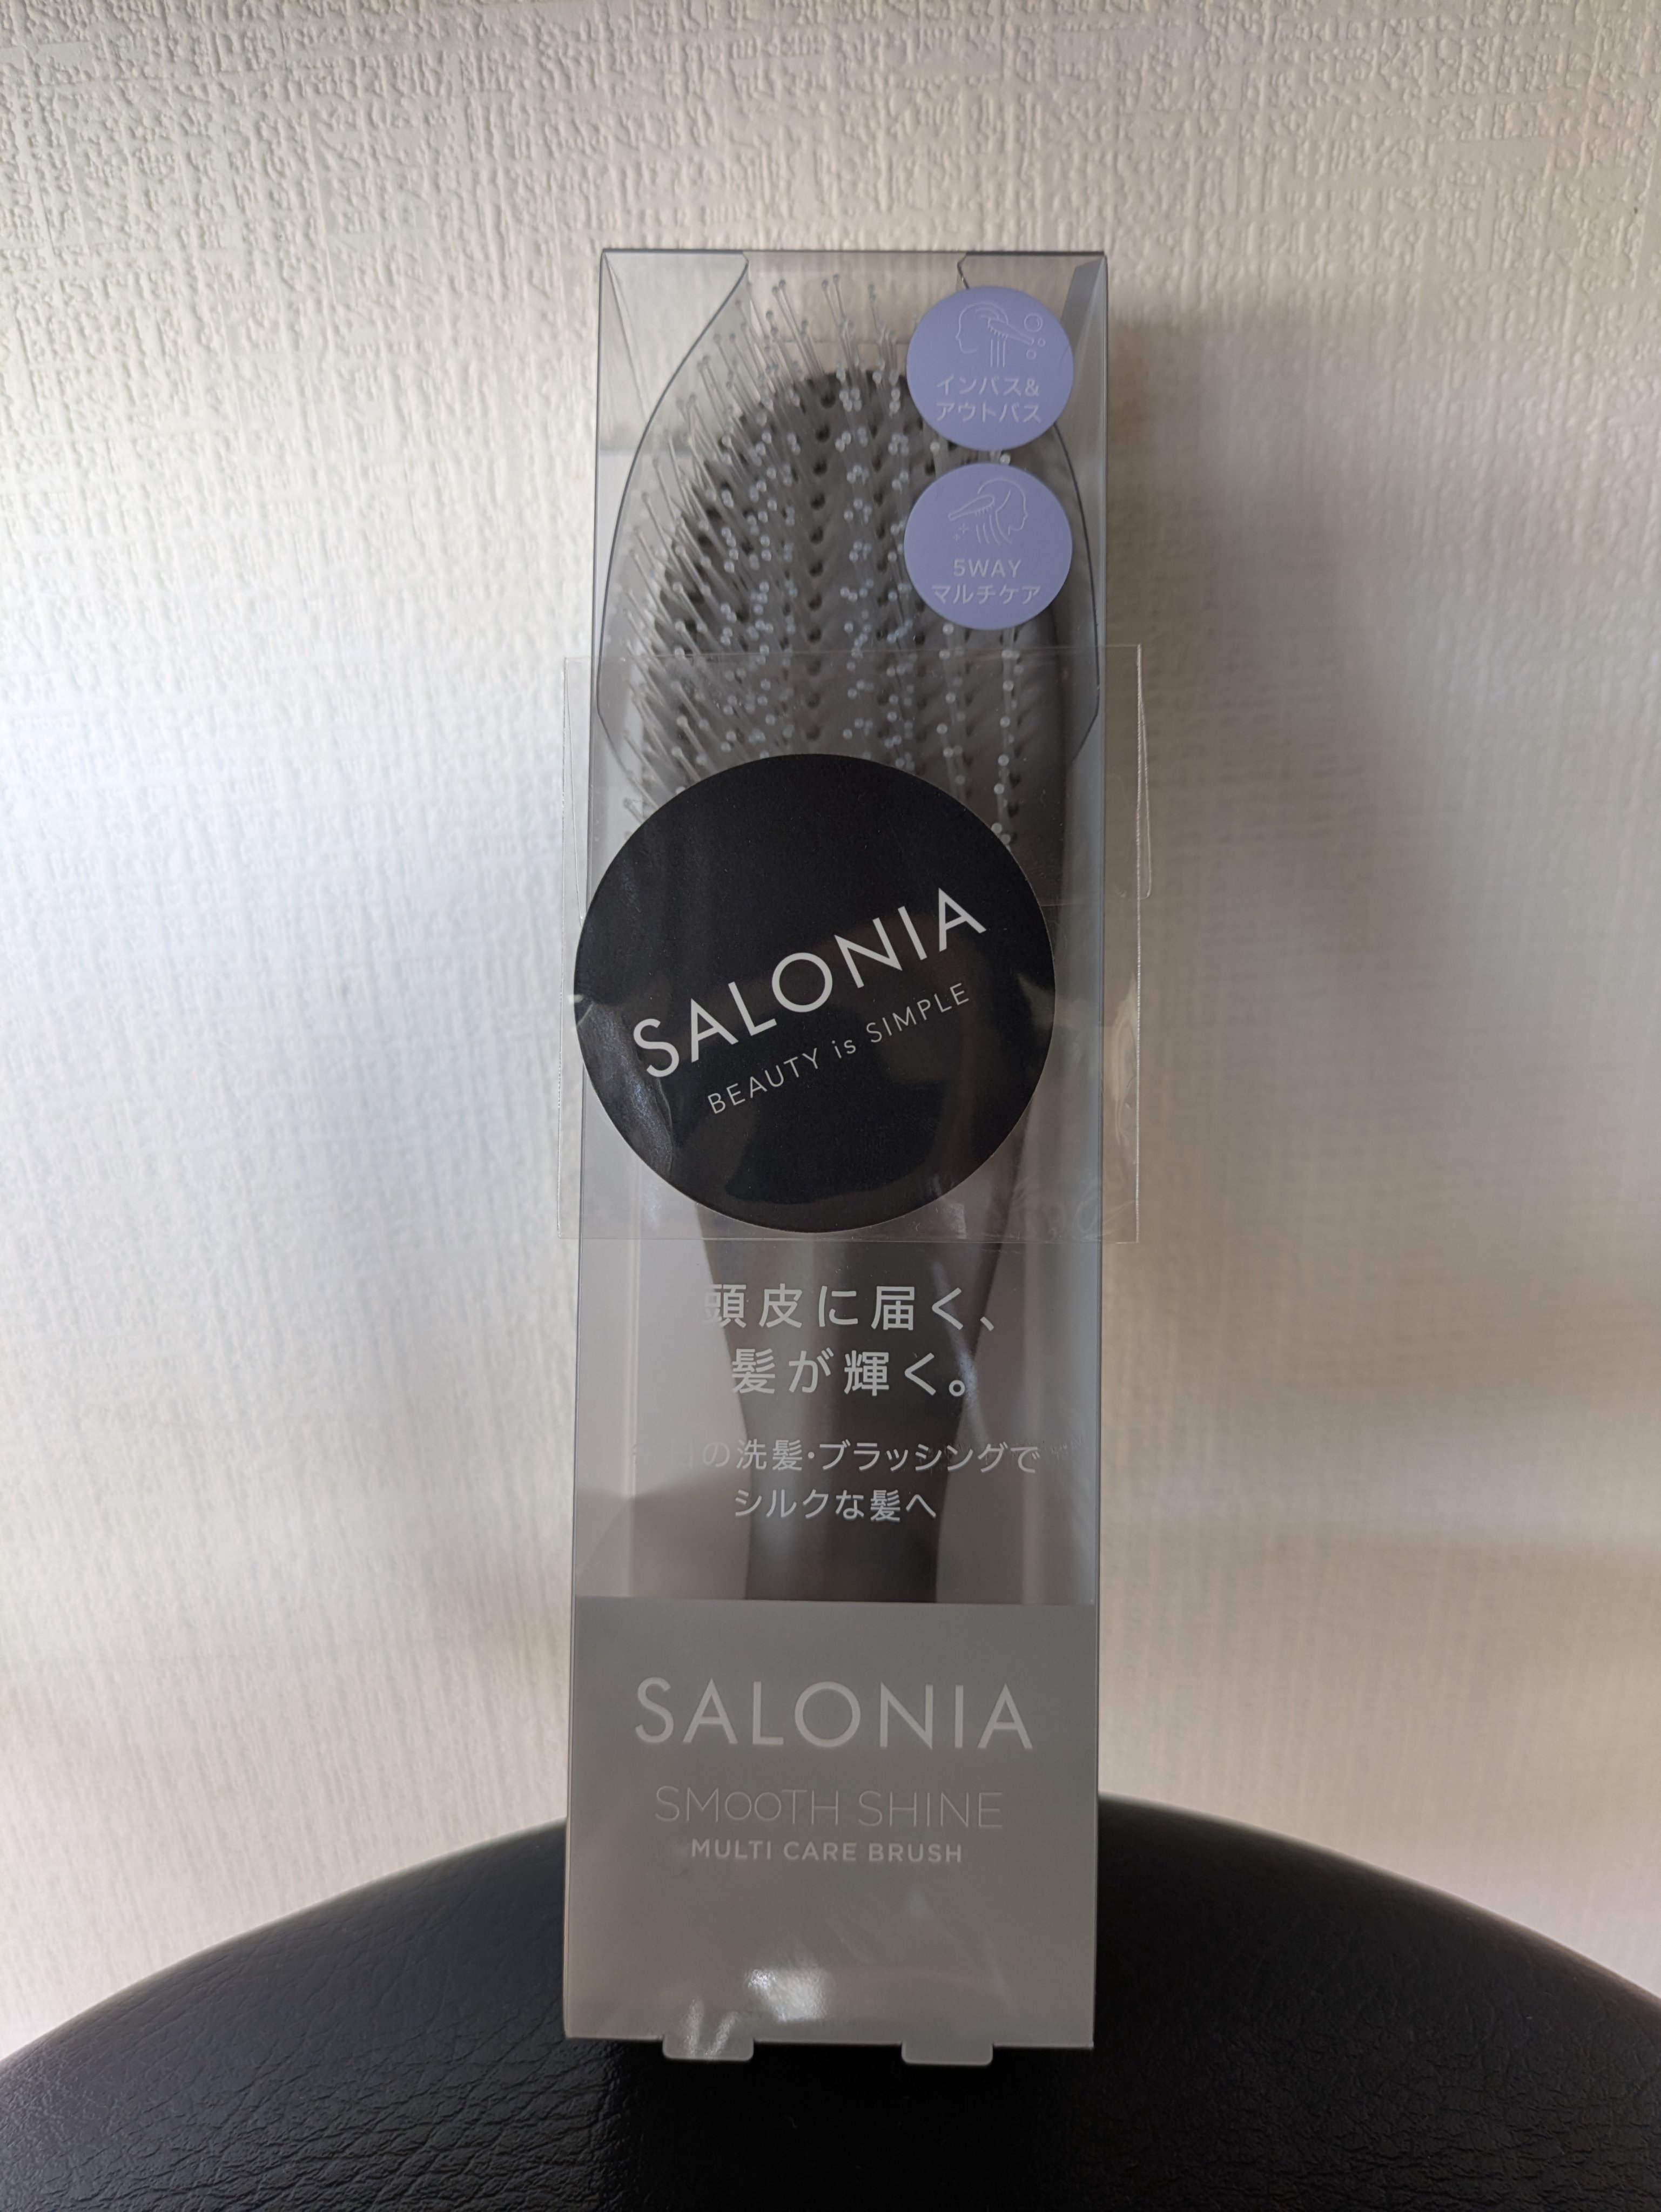 インバス&
アウトバス
5WAY
マルチケア
SALONIA
BEAUTY is SIMPLE
頭皮に届く、
髪が輝く。
の洗髪・ブラッシングで
シルクな髪へ
SALONIA
SMOOTH SHINE
MULTI CARE BRUSH